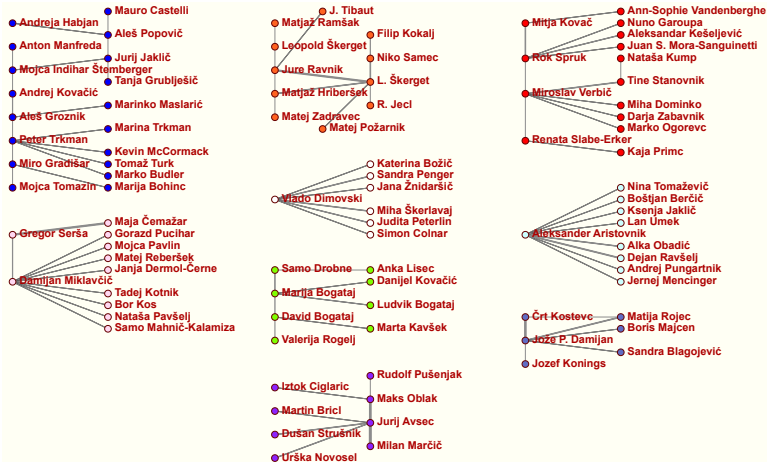 Andreja Habjan
Anton Manfreda
Mojca Indihar Štemberger
Andrej Kovačić
Aleš Groznik
Peter Trkman
Miro Gradišar
Mojca Tomazin
Mauro Castelli
Aleš Popovič
Jurij Jaklič
Tanja Grublješič
Marinko Maslarić
Marina Trkman
Kevin McCormack
Tomaž Turk
Marko Budler
Marija Bohinc
Matjaž Ramšak
Leopold Škerget
Jure Ravnik
Matjaž Hriberšek
Matej Zadravec
J. Tibaut
Matej Požarnik
Filip Kokalj
Niko Samec
L. Škerget
R. Jecl
Mitja Kovač
Rok Spruk
Miroslav Verbič
Renata Slabe-Erker
Ann-Sophie Vandenberghe
Nuno Garoupa
Aleksandar Kešeljević
Juan S. Mora-Sanguinetti
Nataša Kump
Tine Stanovnik
Miha Dominko
Darja Zabavnik
Marko Ogorevc
Kaja Primc
Gregor Serša
Damijan Miklavčič
Maja Čemažar
Gorazd Pucihar
Mojca Pavlin
Matej Reberšek
Janja Dermol-Černe
Tadej Kotnik
Bor Kos
Nataša Pavšelj
Samo Mahnič-Kalamiza
Vlado Dimovski
Katerina Božič
Sandra Penger
Jana Žnidaršič
Miha Škerlavaj
Judita Peterlin
Simon Colnar
Aleksander Aristovnik
Nina Tomaževič
Boštjan Berčič
Ksenja Jaklič
Lan Umek
Alka Obadić
Dejan Ravšelj
Andrej Pungartnik
Jernej Mencinger
Samo Drobne
Marija Bogataj
David Bogataj
Valerija Rogelj
Anka Lisec
Danijel Kovačić
Ludvik Bogataj
Marta Kavšek
Črt Kostevc
Jože P. Damijan
Jozef Konings
Matija Rojec
Boris Majcen
Sandra Blagojević
Iztok Ciglaric
Martin Bricl
Dušan Strušnik
Urška Novosel
Rudolf Pušenjak
Maks Oblak
Jurij Avsec
Milan Marčič